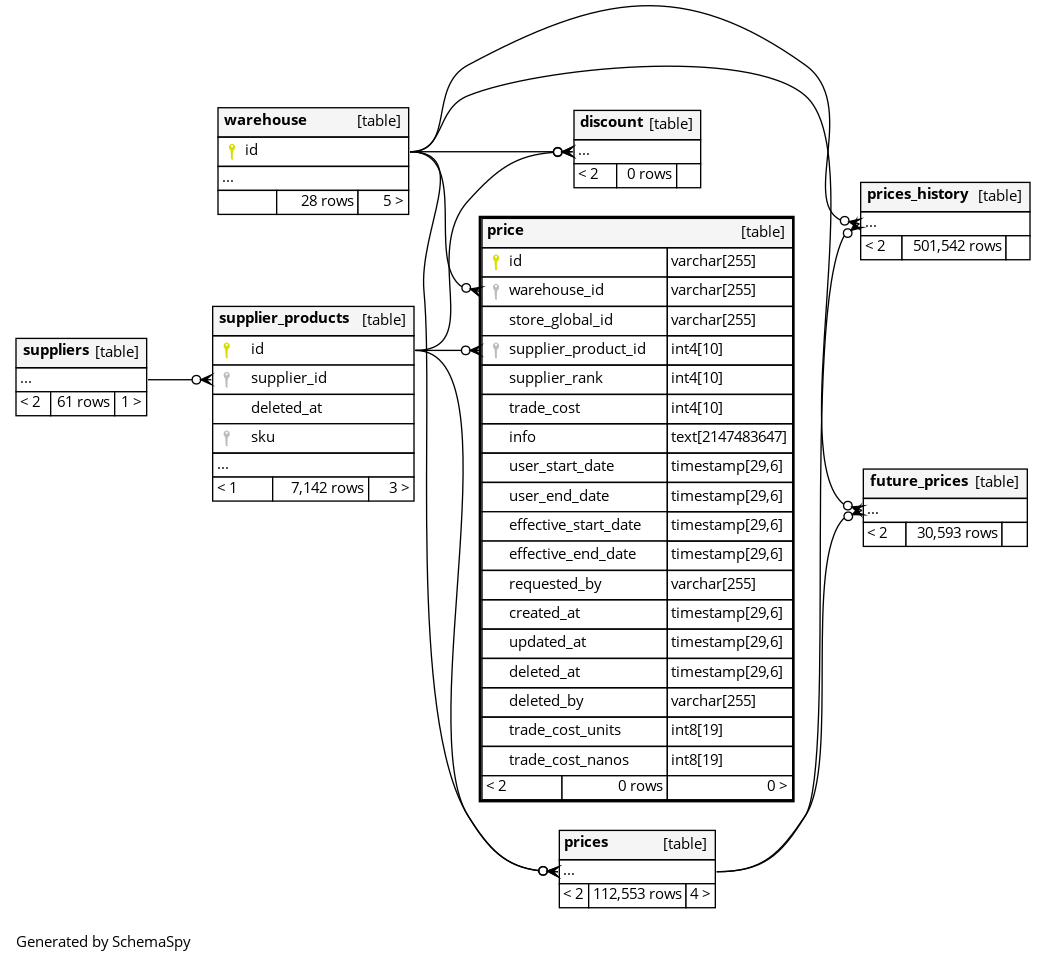 warehouse [table]
id
...
28 rows 5 >
discount [table]
...
< 2 0 rows
prices_history [table]
...
< 2 501,542 rows
price [table]
id varchar[255]
warehouse_id varchar[255]
store_global_id varchar[255]
supplier_product_id int4[10]
supplier_rank int4[10]
trade_cost int4[10]
info text[2147483647]
user_start_date timestamp[29,6]
user_end_date timestamp[29,6]
effective_start_date timestamp[29,6]
effective_end_date timestamp[29,6]
requested_by varchar[255]
created_at timestamp[29,6]
updated_at timestamp[29,6]
deleted_at timestamp[29,6]
deleted_by varchar[255]
trade_cost_units int8[19]
trade_cost_nanos int8[19]
< 2 0 rows 0 >
supplier_products [table]
id
supplier_id
deleted_at
sku
...
< 1 7,142 rows 3 >
suppliers [table]
...
< 2 61 rows 1 >
future_prices [table]
...
< 2 30,593 rows
prices [table]
...
< 2 112,553 rows 4 >
Generated by SchemaSpy